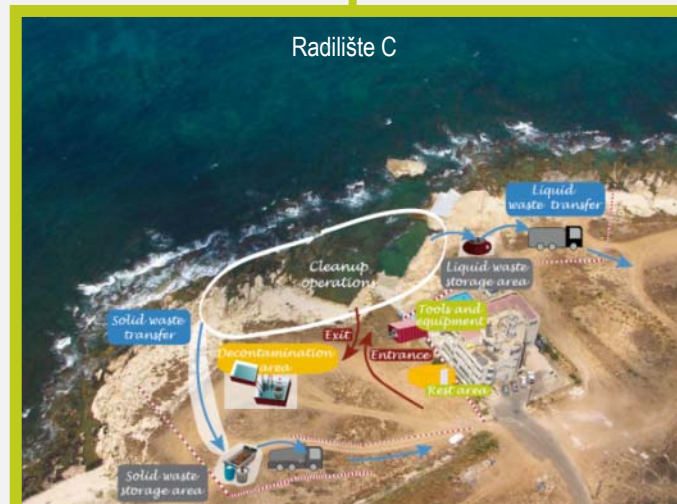 Radilište C
Liquid
waste transfer
Cleanup
operations
Liquid waste
storage area
Tools and
equipment
Solid waste
transfer
Exit
Decontamination
area
Entrance
Rest area
Solid waste
storage area